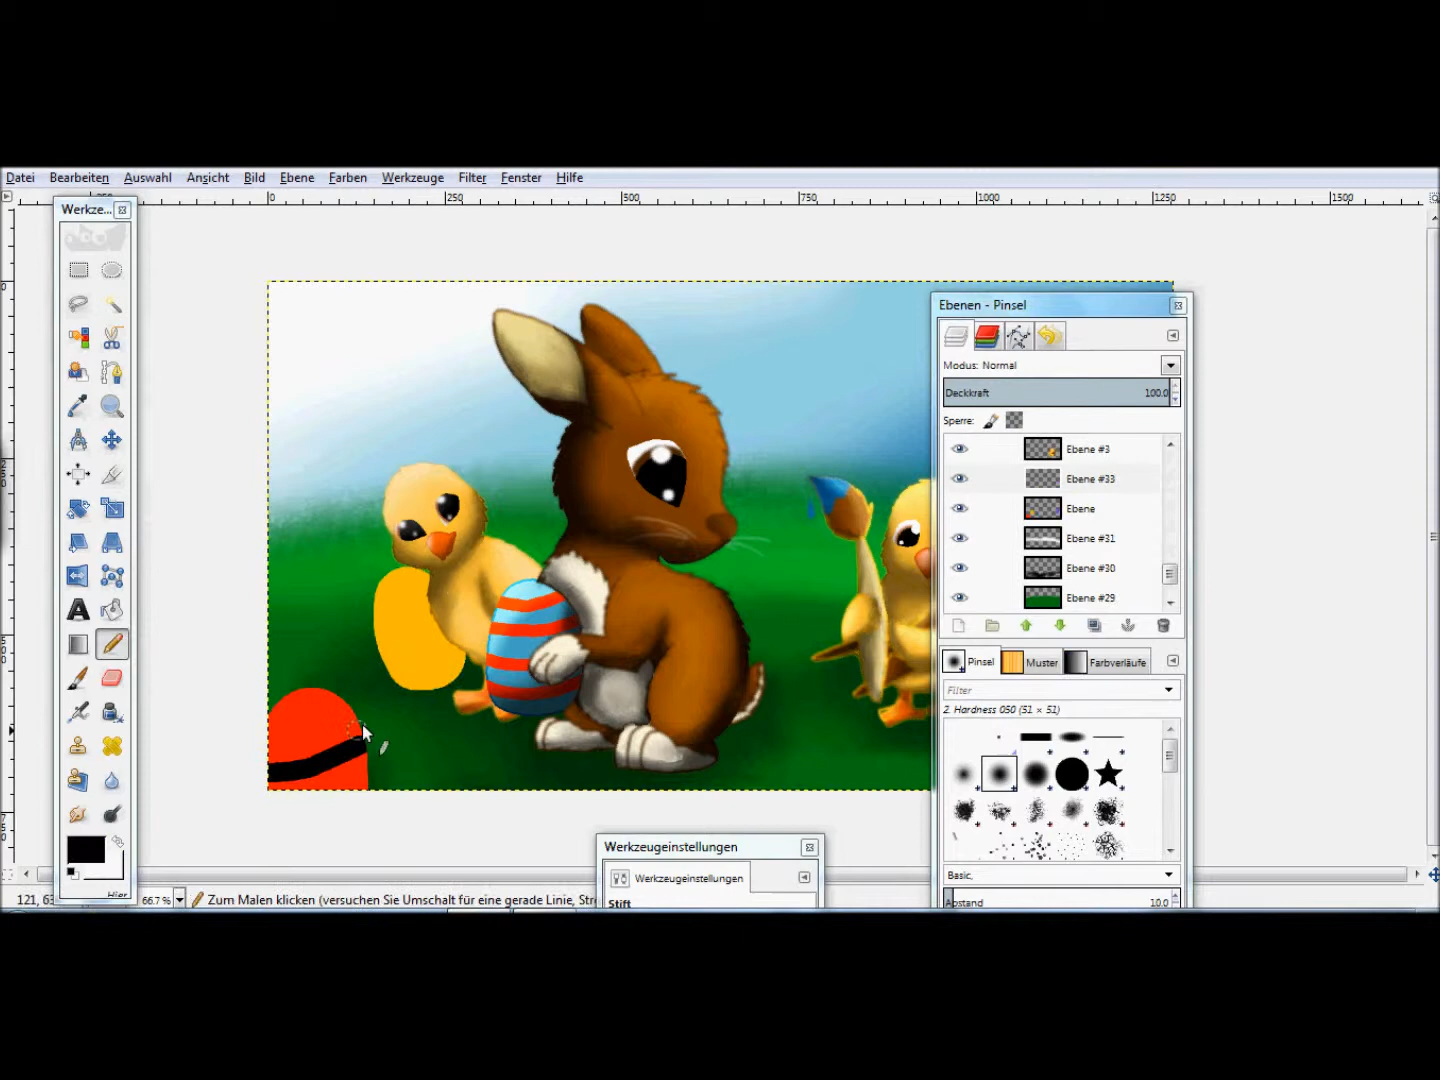 Datei Bearbeiten Auswahl Ansicht Bild Ebene Farben Werkzeuge Filter Fenster Hilfe
0 250 500 750 1000 1250 1500
Werkze...
Ebenen - Pinsel
Modus: Normal
Deckkraft 100.0
Sperre:
Ebene #3
Ebene #33
Ebene
Ebene #31
Ebene #30
Ebene #29
Pinsel Muster Farbverläufe
Filter
2. Hardness 050 (51 × 51)
Basic,
Abstand 10.0
Werkzeugeinstellungen
Werkzeugeinstellungen
Stift
Hier
66.7 % Zum Malen klicken (versuchen Sie Umschalt für eine gerade Linie,